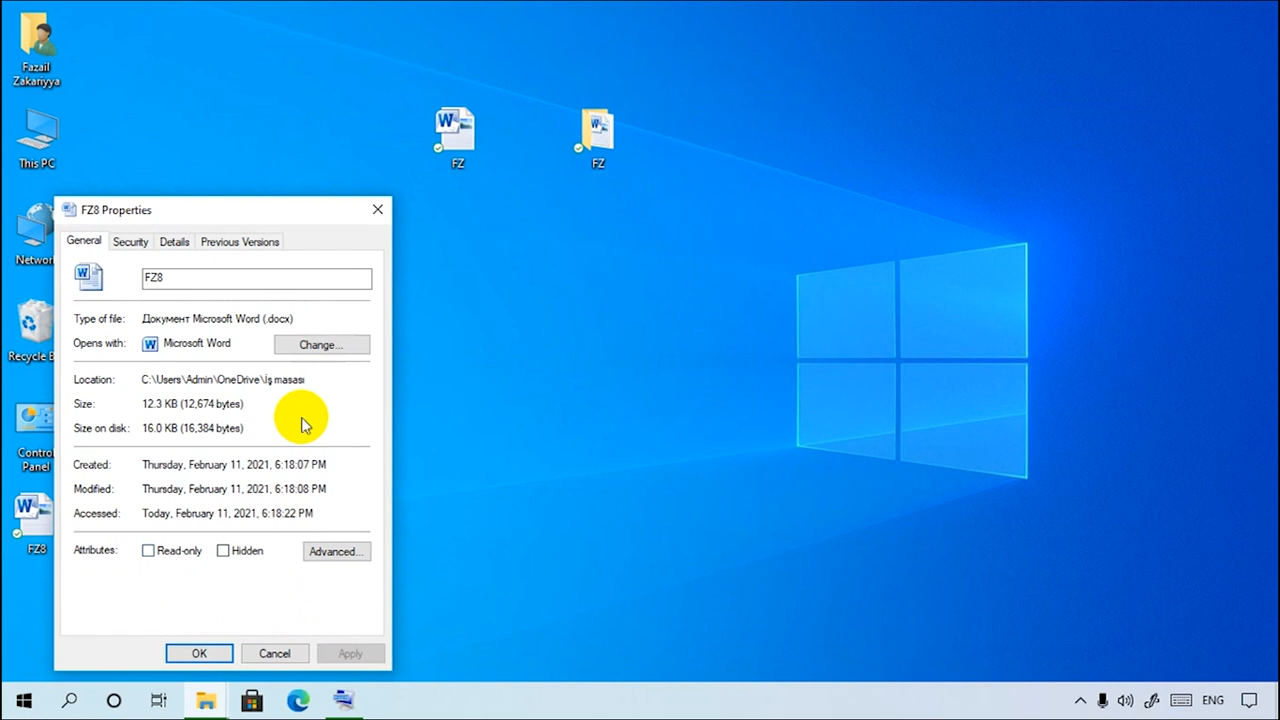 Fazail
Zakariyya
This PC
Network
Recycle B
Control
Panel
FZ8
FZ
FZ
FZ8 Properties
General Security Details Previous Versions
FZ8
Type of file: Документ Microsoft Word (.docx)
Opens with: Microsoft Word Change...
Location: C:\Users\Admin\OneDrive\İş masası
Size: 12.3 KB (12,674 bytes)
Size on disk: 16.0 KB (16,384 bytes)
Created: Thursday, February 11, 2021, 6:18:07 PM
Modified: Thursday, February 11, 2021, 6:18:08 PM
Accessed: Today, February 11, 2021, 6:18:22 PM
Attributes: Read-only Hidden Advanced...
OK Cancel Apply
ENG